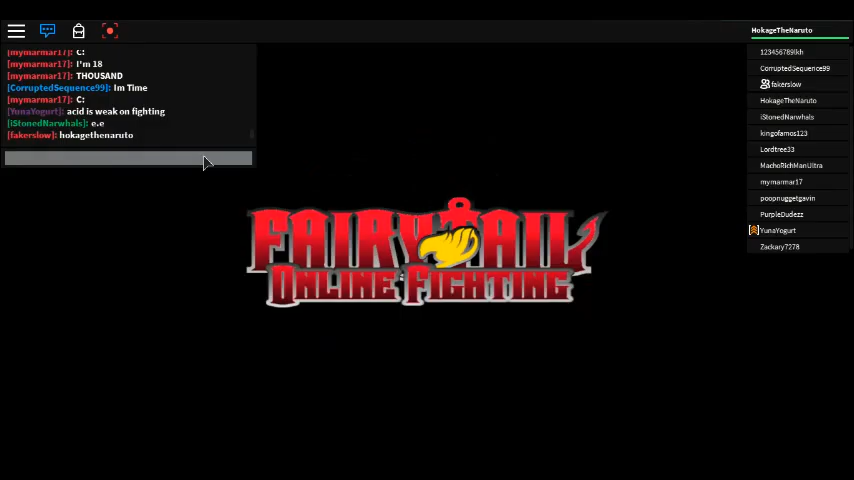 [mymarmar17]: C:
[mymarmar17]: I'm 18
[mymarmar17]: THOUSAND
[CorruptedSequence99]: Im Time
[mymarmar17]: C:
[YunaYogurt]: acid is weak on fighting
[iStonedNarwhals]: e.e
[fakerslow]: hokagethenaruto
FAIRY TAIL
ONLINE FIGHTING
HokageTheNaruto
123456789lkh
CorruptedSequence99
fakerslow
HokageTheNaruto
iStonedNarwhals
kingofamos123
Lordtree33
MachoRichManUltra
mymarmar17
poopnuggetgavin
PurpleDudezz
YunaYogurt
Zackary7278